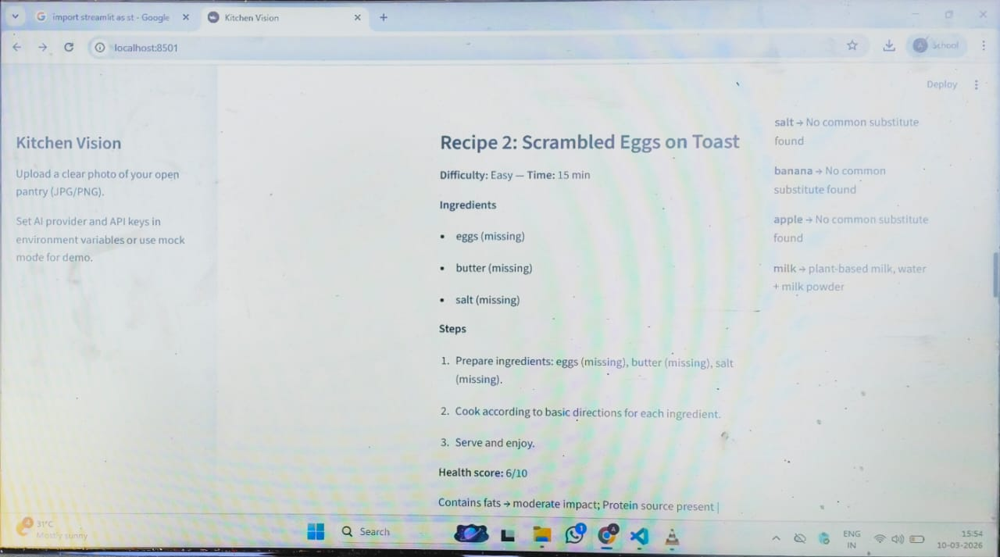 import streamlit as st - Google
Kitchen Vision
localhost:8501
School
Deploy
Kitchen Vision
Upload a clear photo of your open
pantry (JPG/PNG).
Set AI provider and API keys in
environment variables or use mock
mode for demo.
Recipe 2: Scrambled Eggs on Toast
Difficulty: Easy — Time: 15 min
Ingredients
• eggs (missing)
• butter (missing)
• salt (missing)
Steps
1. Prepare ingredients: eggs (missing), butter (missing), salt
(missing).
2. Cook according to basic directions for each ingredient.
3. Serve and enjoy.
Health score: 6/10
Contains fats → moderate impact; Protein source present |
salt → No common substitute
found
banana → No common
substitute found
apple → No common substitute
found
milk → plant-based milk, water
+ milk powder
4
31°C
Mostly sunny
Search
1
A
ENG
IN
15:54
10-03-2026